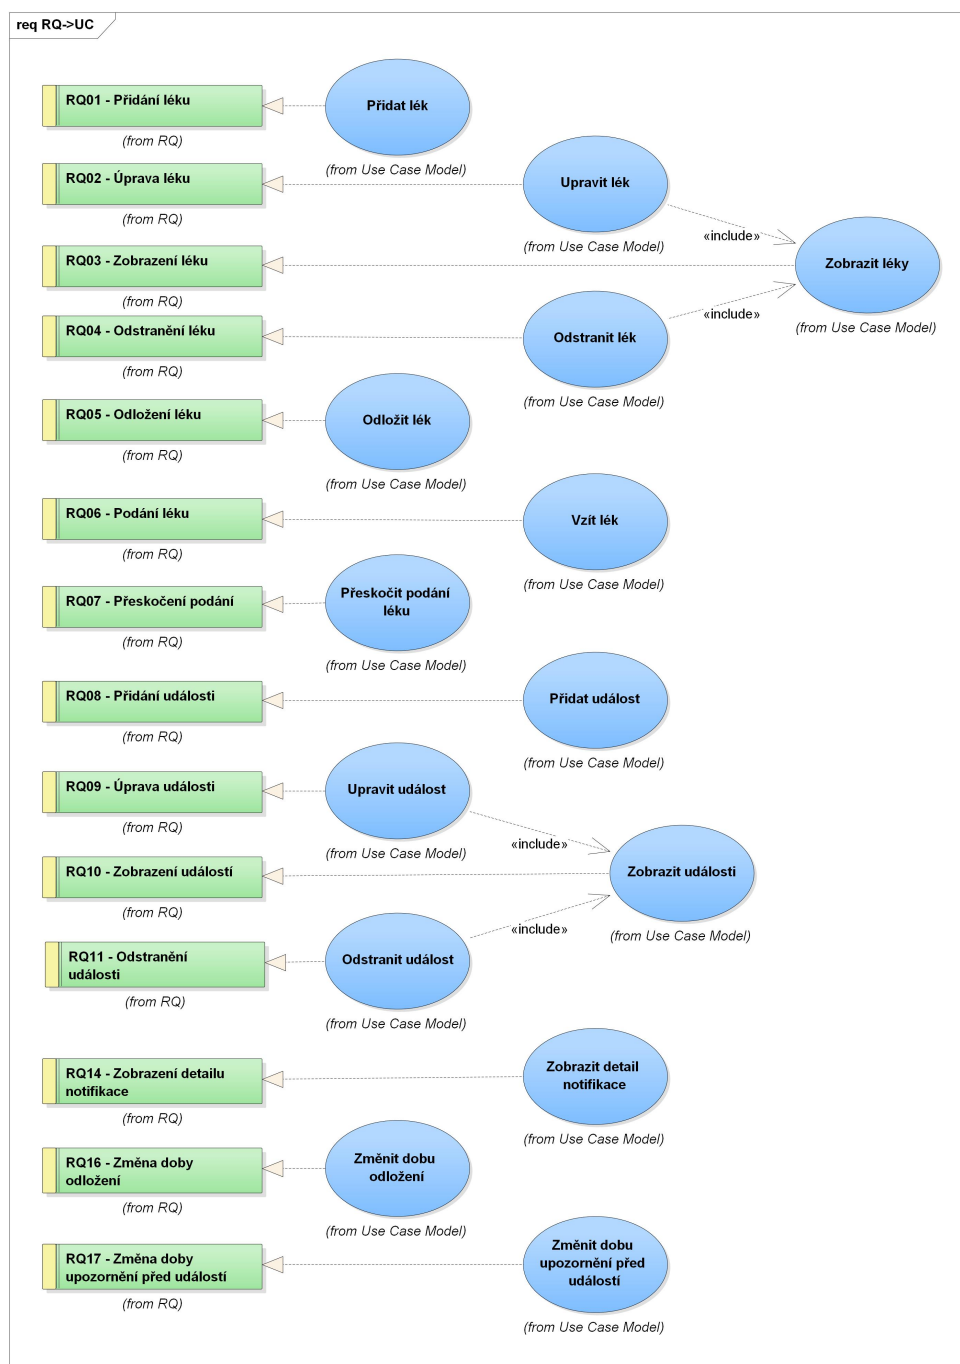 req RQ->UC
RQ01 - Přidání léku
(from RQ)
Přidat lék
(from Use Case Model)
RQ02 - Úprava léku
(from RQ)
Upravit lék
(from Use Case Model)
«include»
RQ03 - Zobrazení léku
(from RQ)
Zobrazit léky
(from Use Case Model)
RQ04 - Odstranění léku
(from RQ)
Odstranit lék
(from Use Case Model)
«include»
RQ05 - Odložení léku
(from RQ)
Odložit lék
(from Use Case Model)
RQ06 - Podání léku
(from RQ)
Vzít lék
(from Use Case Model)
RQ07 - Přeskočení podání
(from RQ)
Přeskočit podání
léku
(from Use Case Model)
RQ08 - Přidání události
(from RQ)
Přidat událost
(from Use Case Model)
RQ09 - Úprava události
(from RQ)
Upravit událost
(from Use Case Model)
«include»
RQ10 - Zobrazení událostí
(from RQ)
Zobrazit události
(from Use Case Model)
RQ11 - Odstranění
události
(from RQ)
Odstranit událost
(from Use Case Model)
«include»
RQ14 - Zobrazení detailu
notifikace
(from RQ)
Zobrazit detail
notifikace
(from Use Case Model)
RQ16 - Změna doby
odložení
(from RQ)
Změnit dobu
odložení
(from Use Case Model)
RQ17 - Změna doby
upozornění před událostí
(from RQ)
Změnit dobu
upozornění před
událostí
(from Use Case Model)